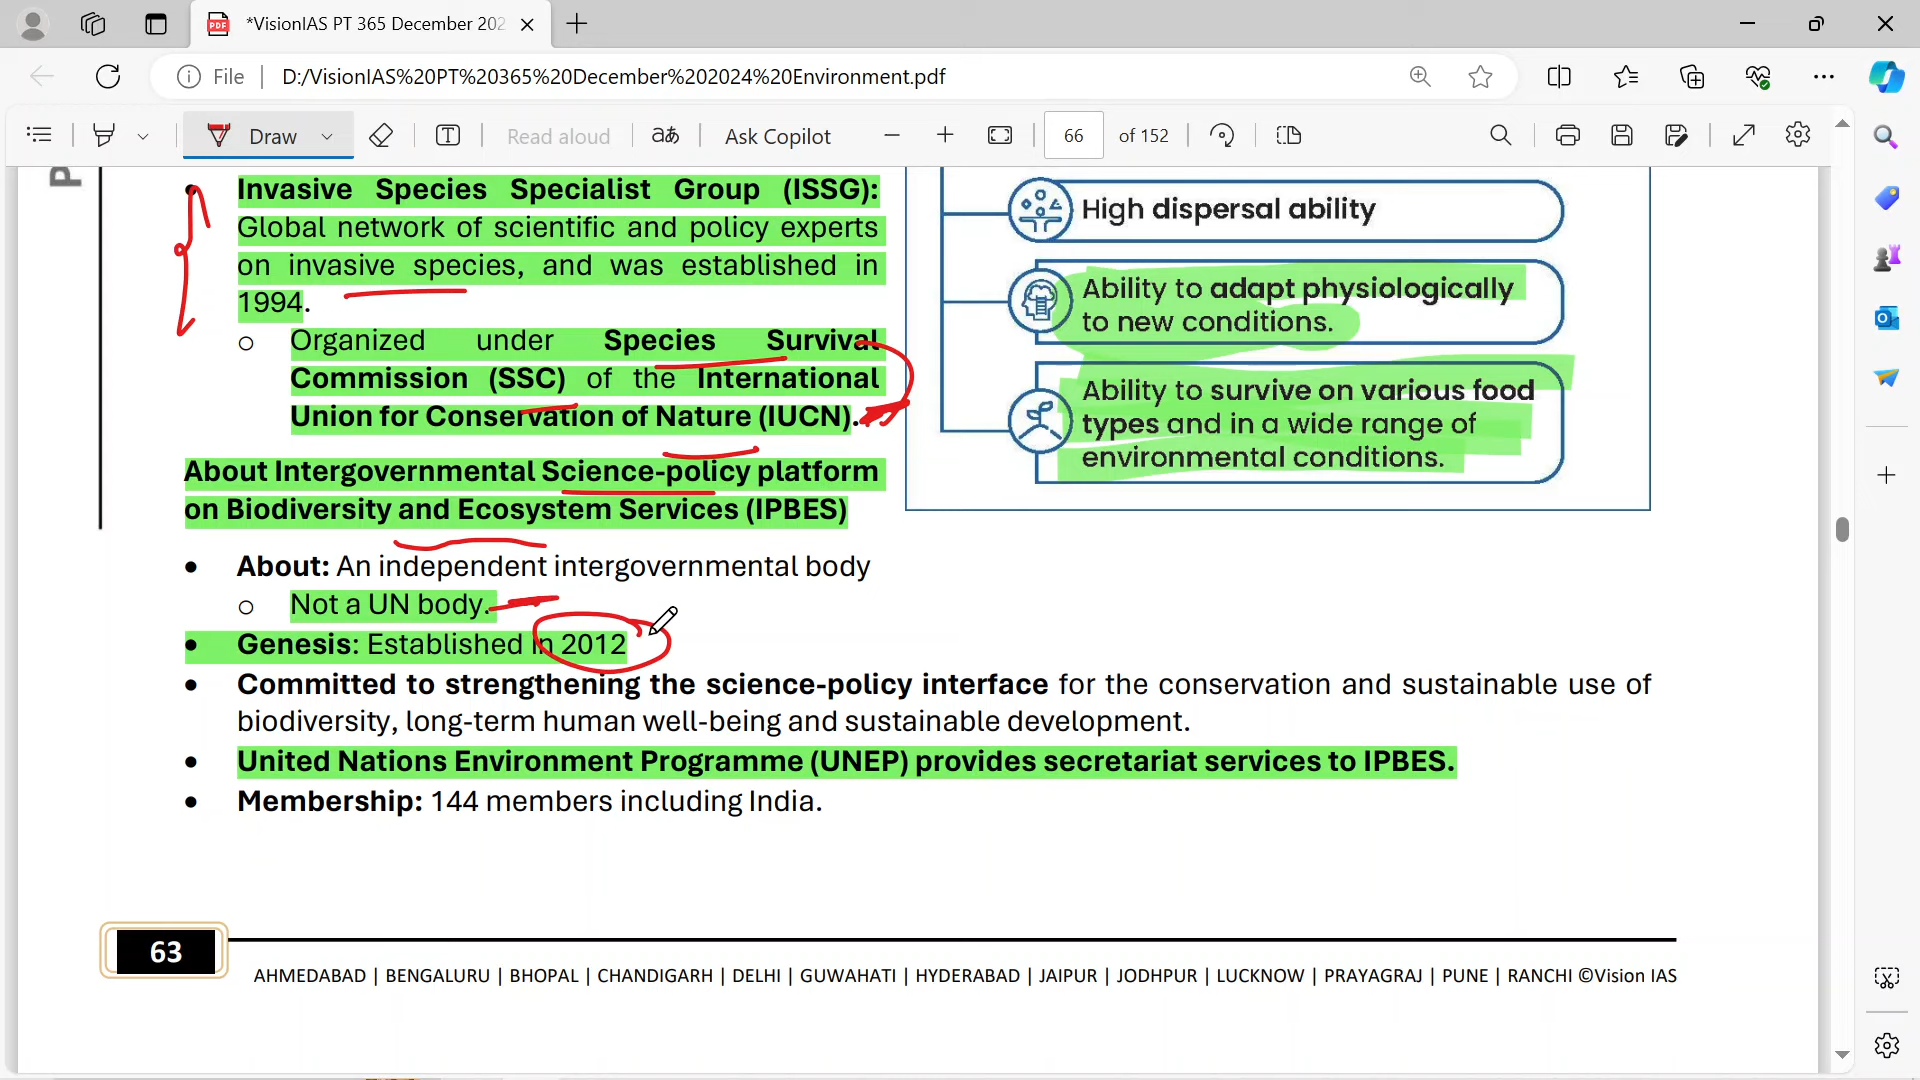 *VisionIAS PT 365 December 202
File
D:/VisionIAS%20PT%20365%20December%202024%20Environment.pdf
Draw
Read aloud
aあ
Ask Copilot
66
of 152
P
Invasive Species Specialist Group (ISSG):
Global network of scientific and policy experts
on invasive species, and was established in
1994.
Organized under Species Survival
Commission (SSC) of the International
Union for Conservation of Nature (IUCN).
High dispersal ability
Ability to adapt physiologically
to new conditions.
Ability to survive on various food
types and in a wide range of
environmental conditions.
About Intergovernmental Science-policy platform
on Biodiversity and Ecosystem Services (IPBES)
About: An independent intergovernmental body
Not a UN body.
Genesis: Established in 2012
Committed to strengthening the science-policy interface for the conservation and sustainable use of
biodiversity, long-term human well-being and sustainable development.
United Nations Environment Programme (UNEP) provides secretariat services to IPBES.
Membership: 144 members including India.
63
AHMEDABAD | BENGALURU | BHOPAL | CHANDIGARH | DELHI | GUWAHATI | HYDERABAD | JAIPUR | JODHPUR | LUCKNOW | PRAYAGRAJ | PUNE | RANCHI ©Vision IAS